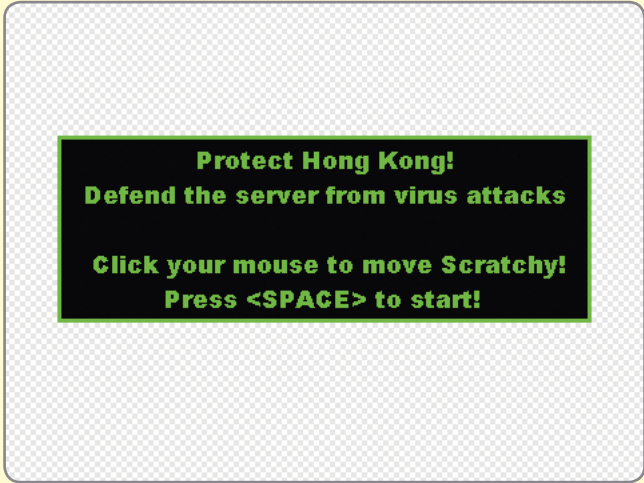 Protect Hong Kong!
Defend the server from virus attacks
Click your mouse to move Scratchy!
Press <SPACE> to start!